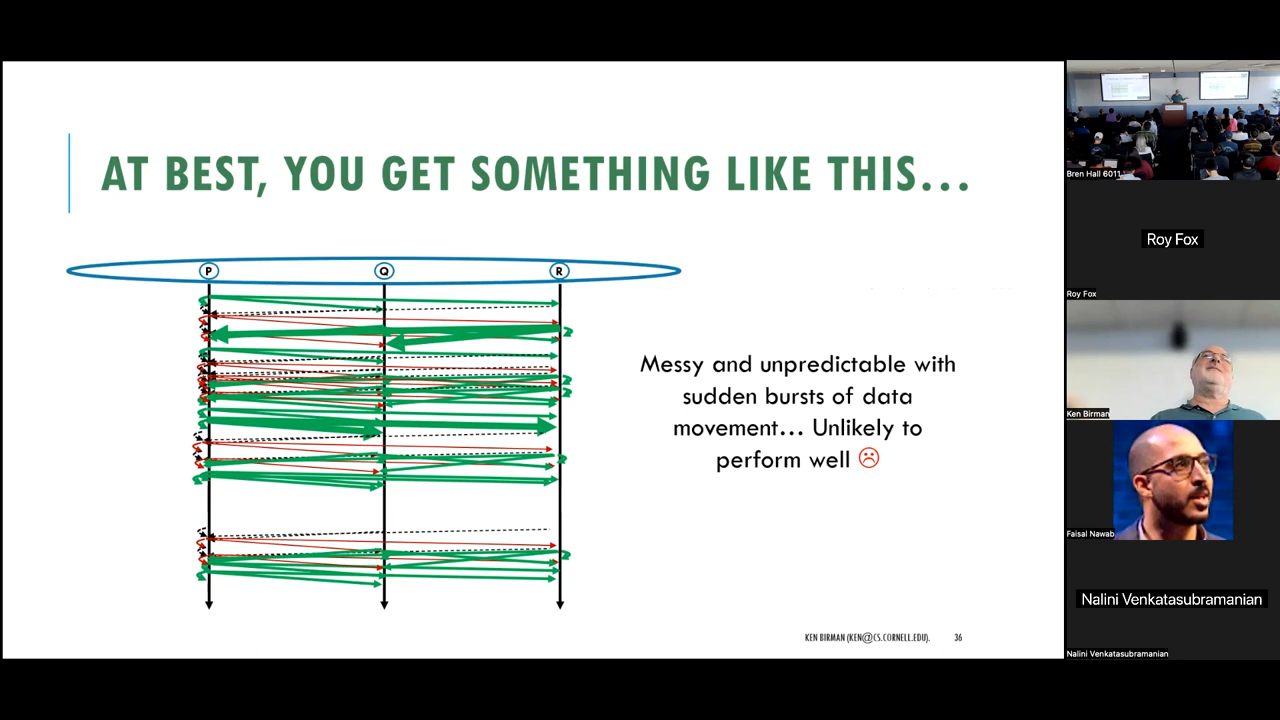 AT BEST, YOU GET SOMETHING LIKE THIS...
P
Q
R
Messy and unpredictable with
sudden bursts of data
movement... Unlikely to
perform well ☹
KEN BIRMAN (KEN@CS.CORNELL.EDU).
36
Bren Hall 6011
Roy Fox
Roy Fox
Ken Birman
Faisal Nawab
Nalini Venkatasubramanian
Nalini Venkatasubramanian